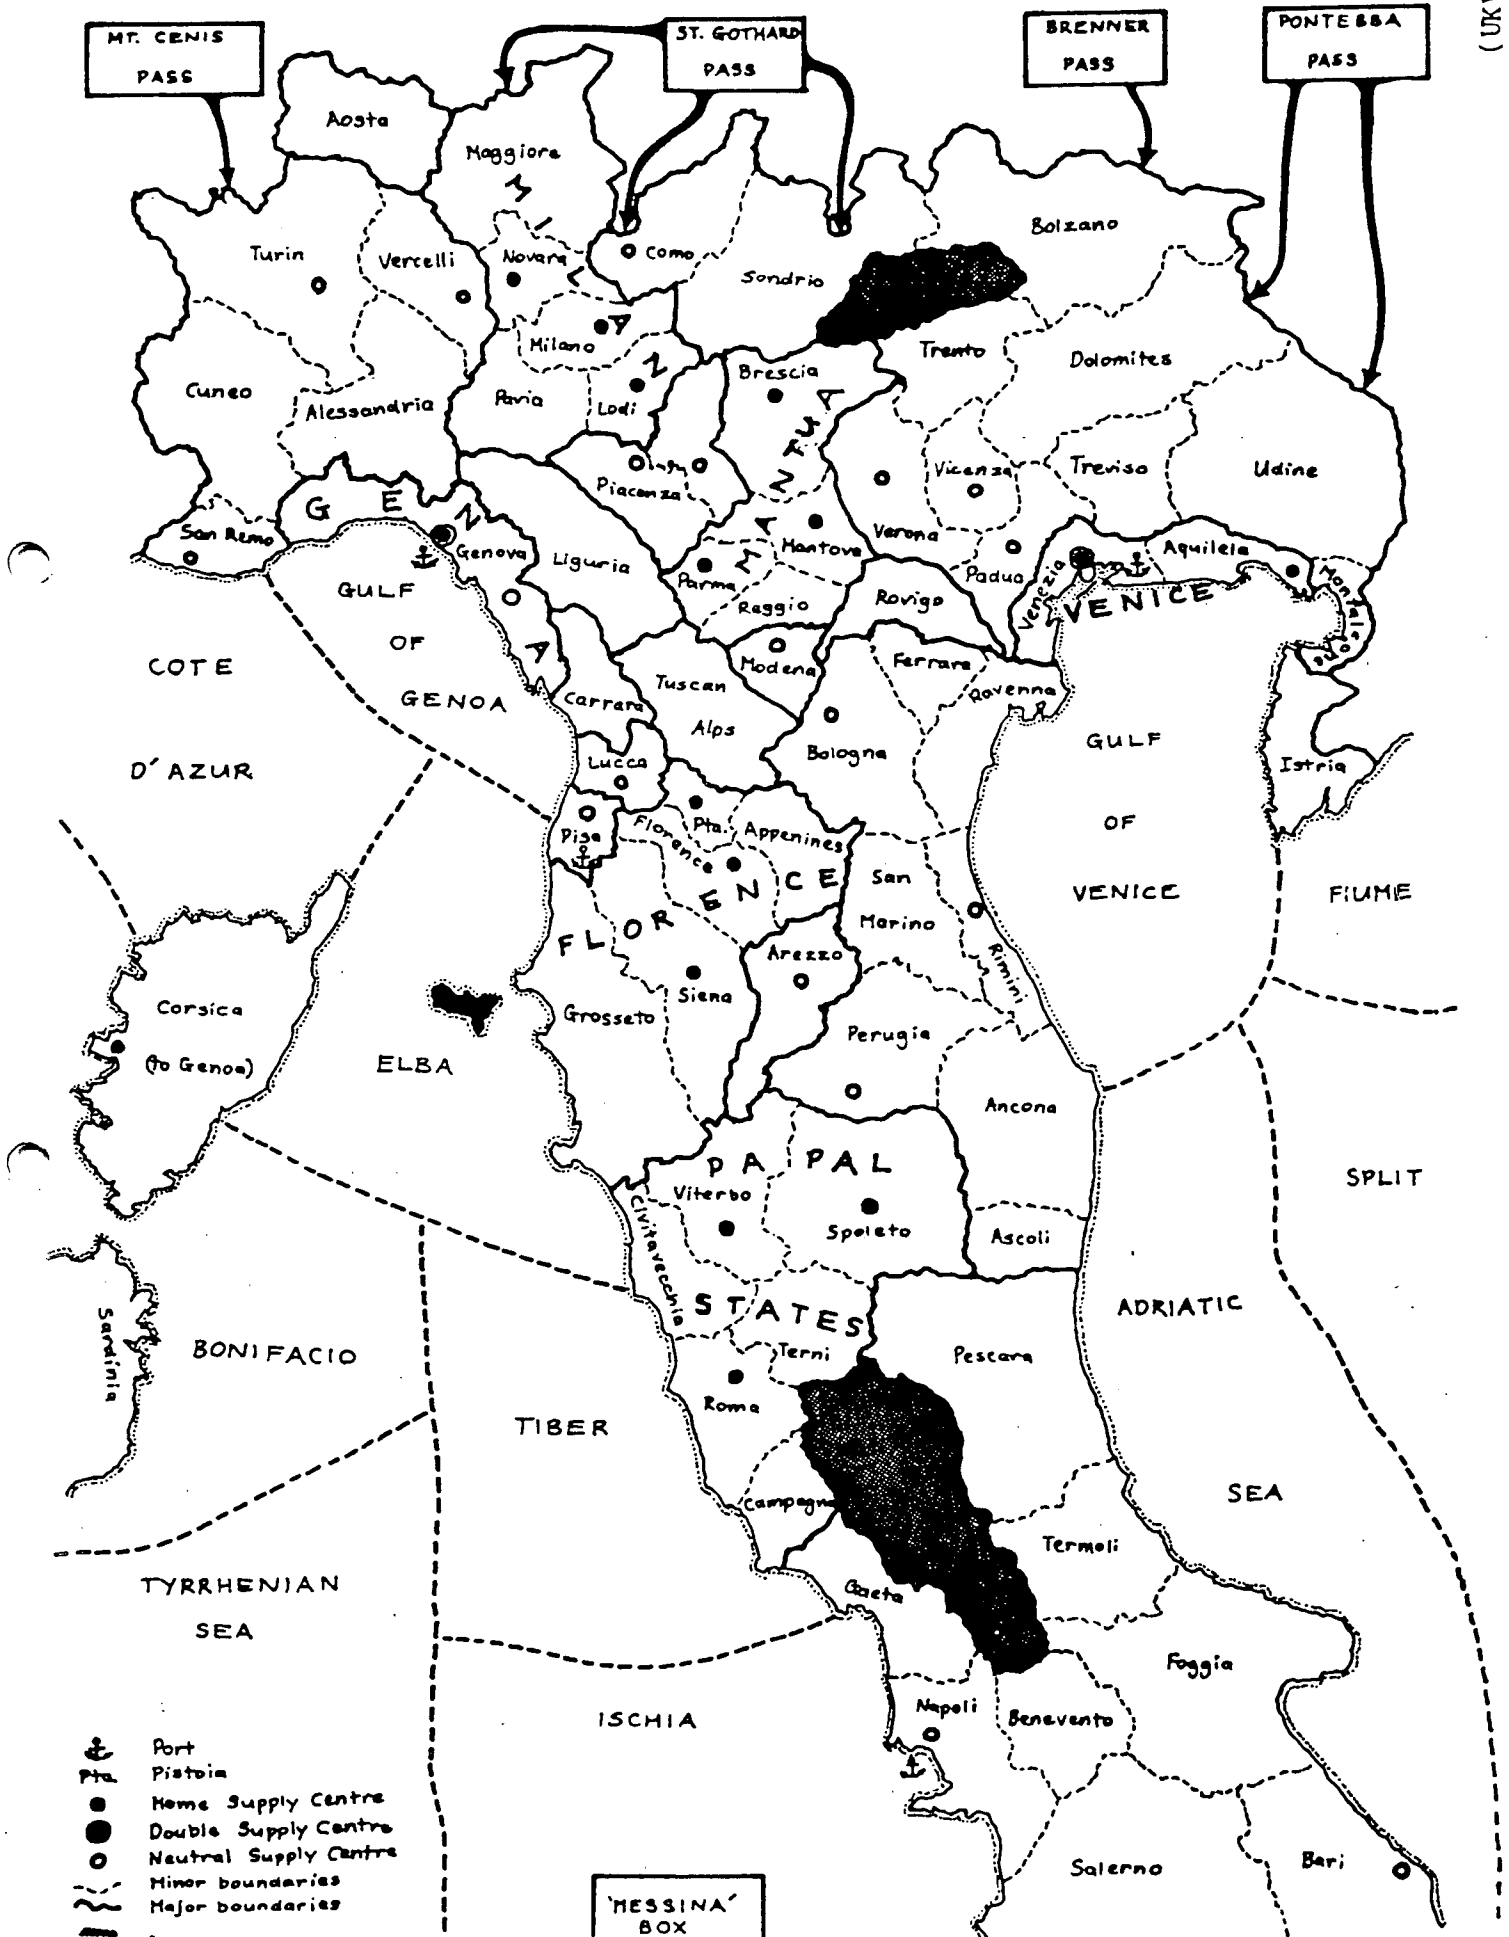 (UK
MT. CENIS
PASS
ST. GOTHARD
PASS
BRENNER
PASS
PONTEBBA
PASS
Aosta
Maggiore
Bolzano
Turin
Vercelli
Novara
Como
Sondrio
MILAN
Milano
Trento
Dolomites
Brescia
Cuneo
Alessandria
Pavia
Lodi
MANTUA
Vicenza
Treviso
Udine
Piacenza
GENOA
San Remo
Genova
Liguria
Verona
Mantova
Parma
Padua
Venezia
Aquileia
VENICE
Monfalcone
Reggio
Rovigo
GULF
OF
GENOA
COTE
D'AZUR
Modena
Ferrara
Ravenna
Tuscan
Alps
Carrara
Lucca
Bologna
GULF
OF
VENICE
Istria
FIUME
Pisa
Florence
Pta.
Appenines
FLORENCE
San
Marino
Rimini
Arezzo
Siena
Grosseto
Perugia
Corsica
(to Genoa)
ELBA
Ancona
SPLIT
PAPAL
STATES
Viterbo
Spoleto
Civitavecchia
Ascoli
Sardinia
BONIFACIO
ADRIATIC
SEA
Terni
Pescara
Roma
TIBER
Campagna
Termoli
TYRRHENIAN
SEA
Gaeta
Foggia
ISCHIA
Napoli
Benevento
Salerno
Bari
Port
Pta Pistoia
Home Supply Centre
Double Supply Centre
Neutral Supply Centre
Minor boundaries
Major boundaries
'MESSINA'
BOX